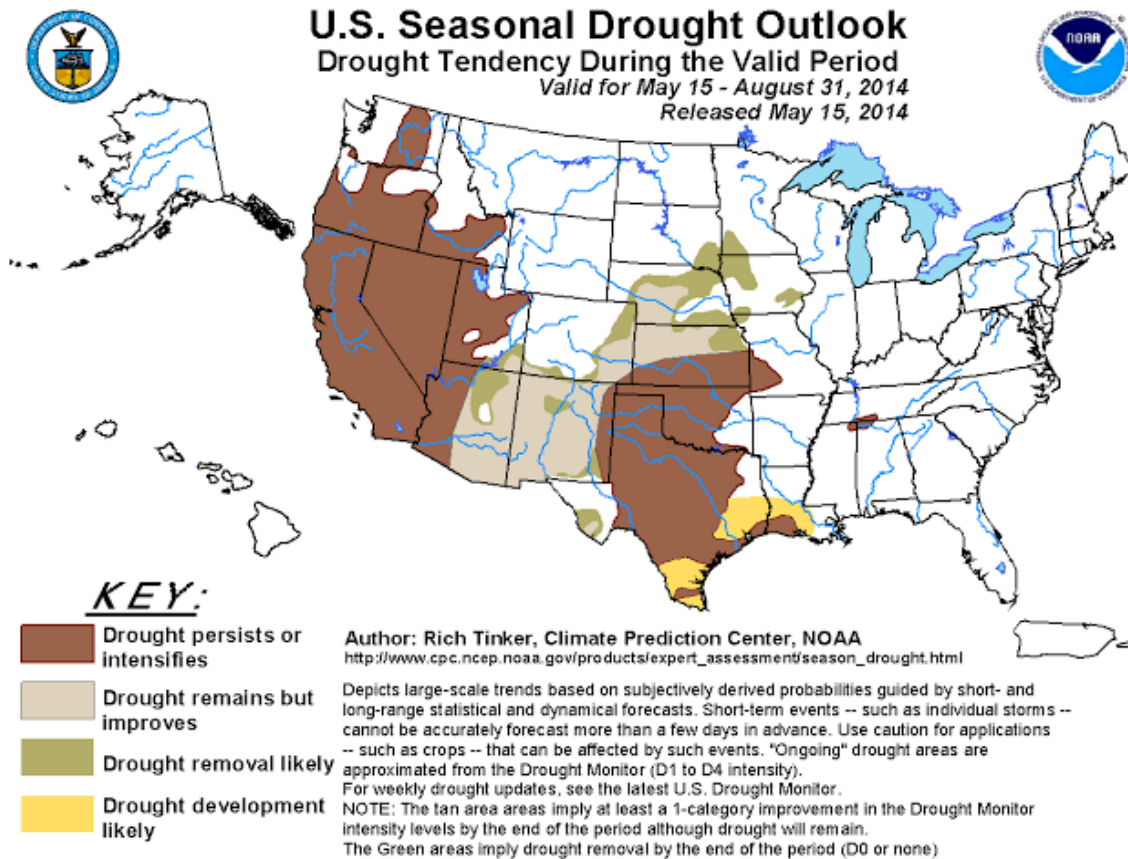 U.S. Seasonal Drought Outlook
Drought Tendency During the Valid Period
Valid for May 15 - August 31, 2014
Released May 15, 2014
DEPARTMENT OF COMMERCE
UNITED STATES OF AMERICA
NOAA
KEY:
Drought persists or
intensifies
Drought remains but
improves
Drought removal likely
Drought development
likely
Author: Rich Tinker, Climate Prediction Center, NOAA
http://www.cpc.ncep.noaa.gov/products/expert_assessment/season_drought.html
Depicts large-scale trends based on subjectively derived probabilities guided by short- and
long-range statistical and dynamical forecasts. Short-term events -- such as individual storms --
cannot be accurately forecast more than a few days in advance. Use caution for applications
-- such as crops -- that can be affected by such events. "Ongoing" drought areas are
approximated from the Drought Monitor (D1 to D4 intensity).
For weekly drought updates, see the latest U.S. Drought Monitor.
NOTE: The tan area areas imply at least a 1-category improvement in the Drought Monitor
intensity levels by the end of the period although drought will remain.
The Green areas imply drought removal by the end of the period (D0 or none)